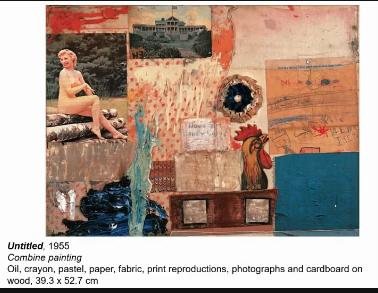 Untitled, 1955
Combine painting
Oil, crayon, pastel, paper, fabric, print reproductions, photographs and cardboard on
wood, 39.3 x 52.7 cm